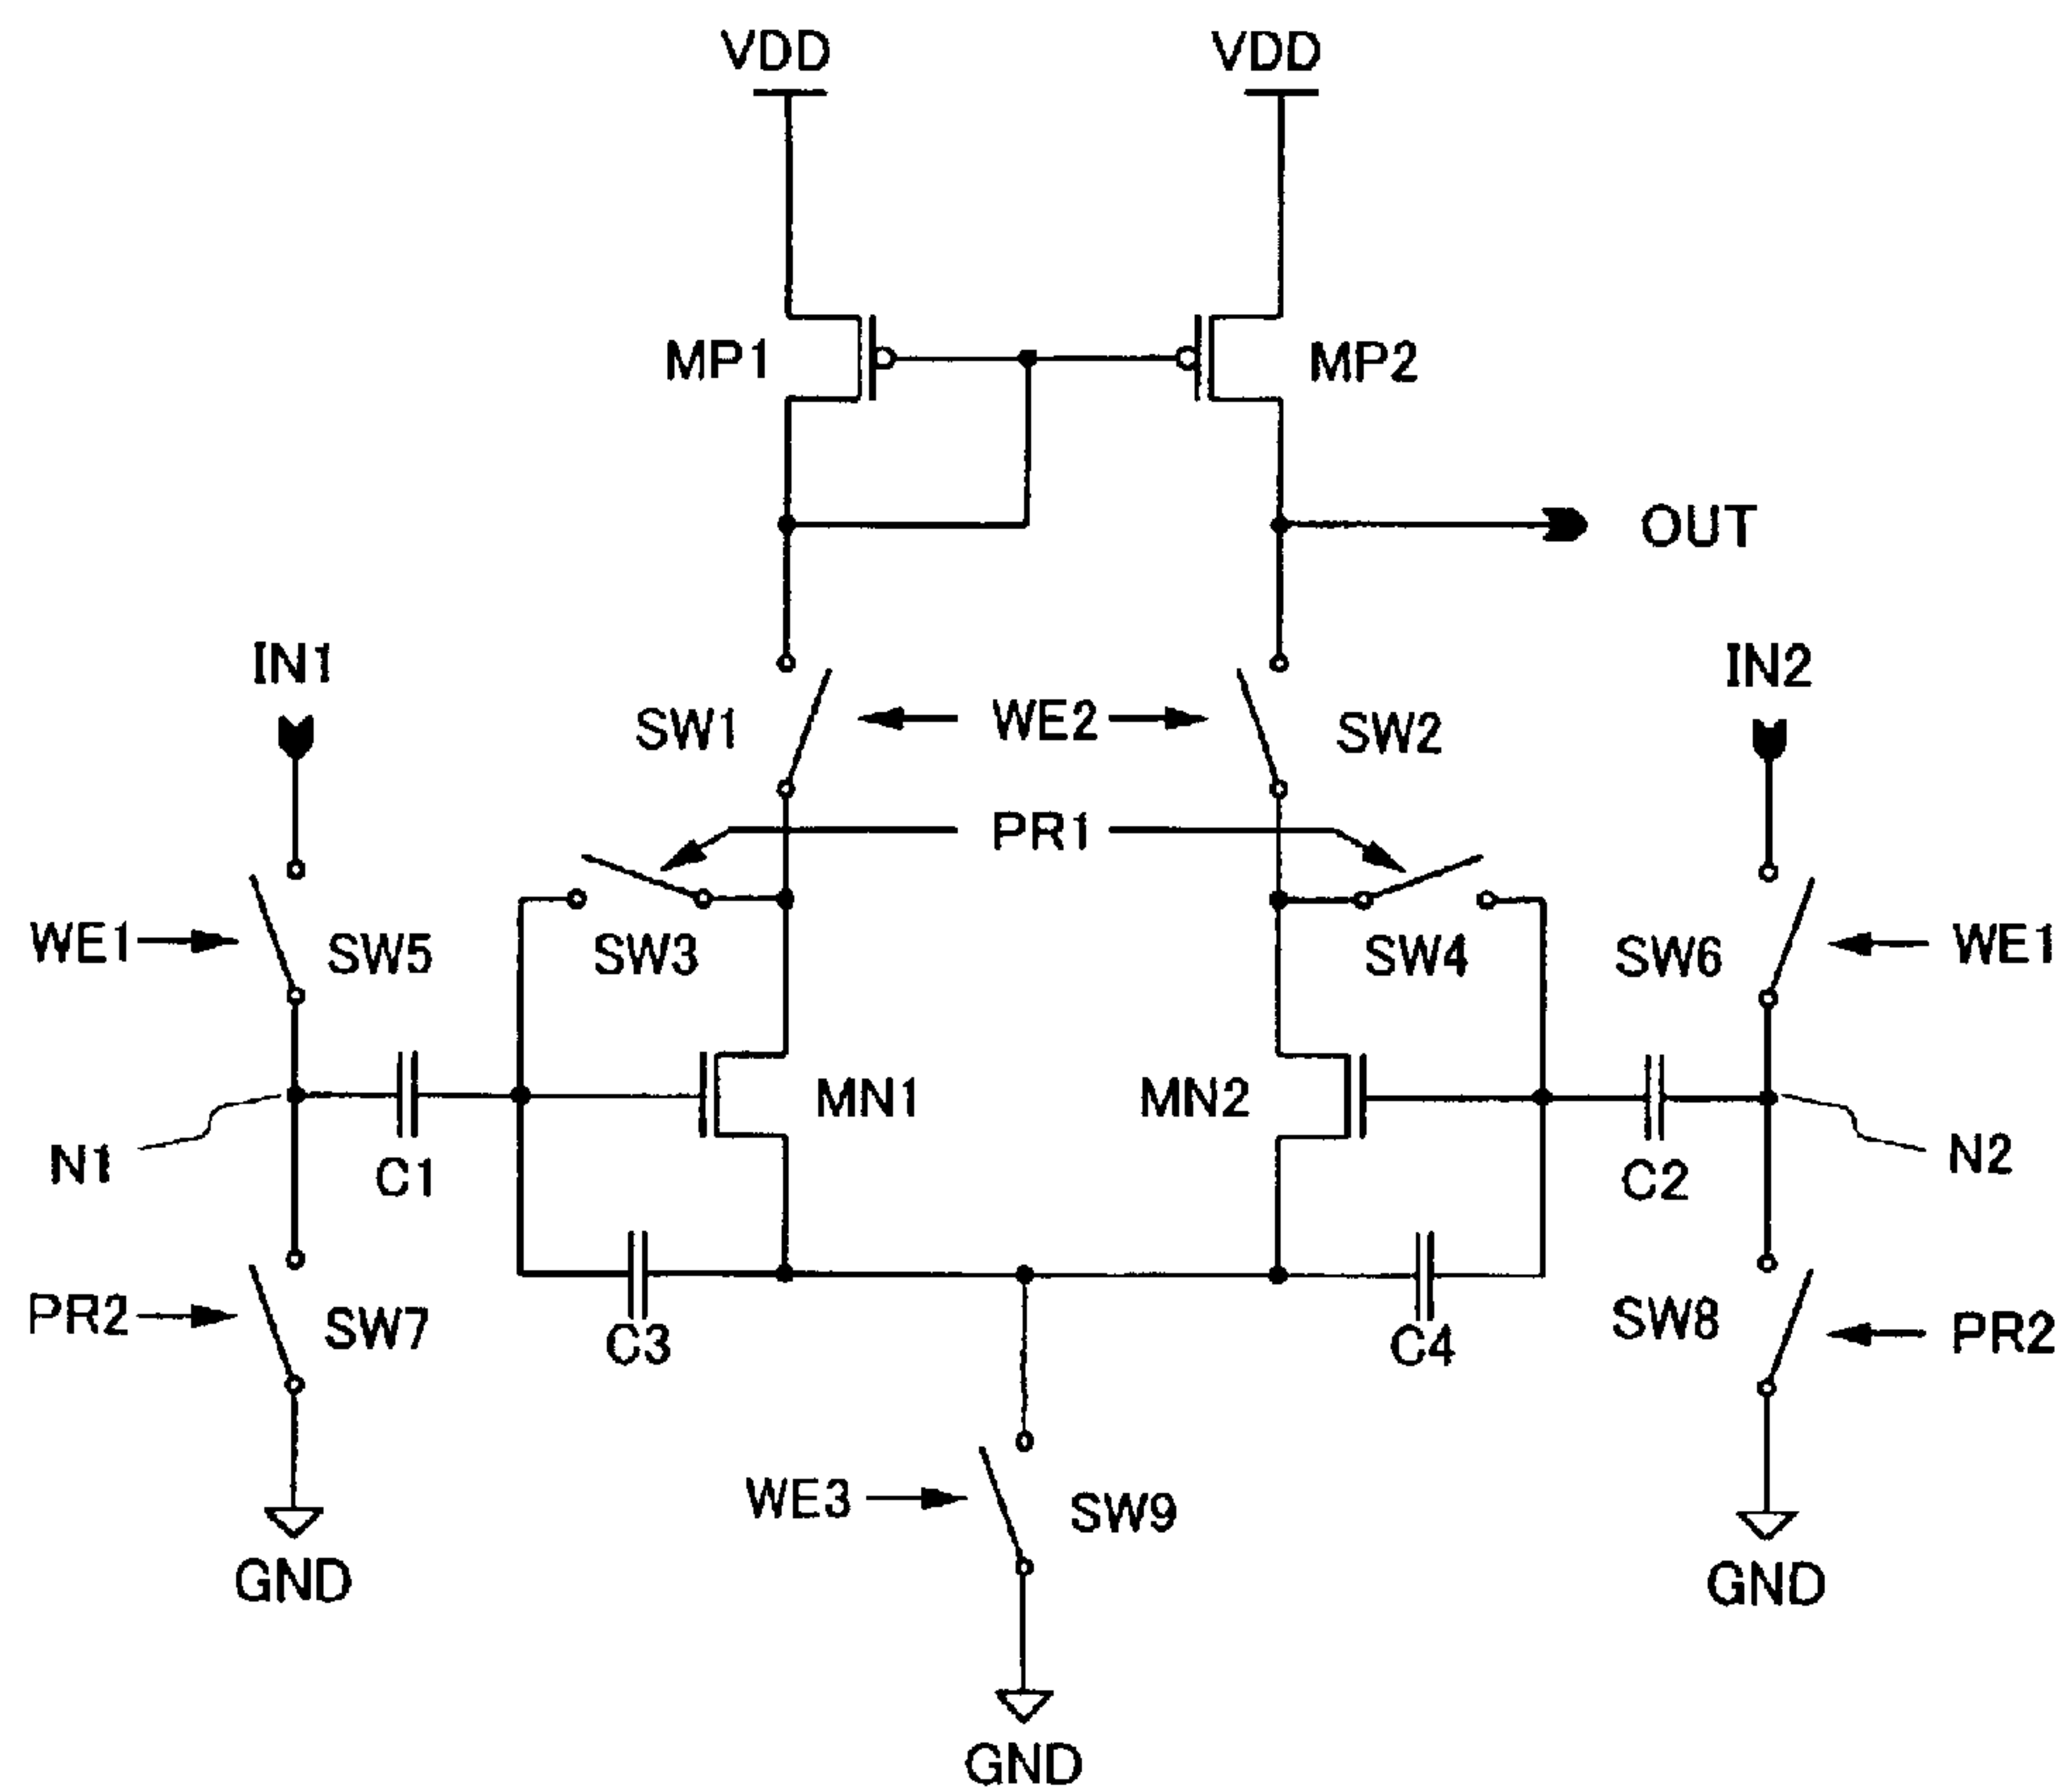 VDD VDD
MP1 MP2
OUT
IN1 IN2
SW1 WE2 SW2
PR1
WE1 SW5 SW3 SW4 SW6 WE1
MN1 MN2
N1 C1 C2 N2
PR2 SW7 C3 C4 SW8 PR2
WE3 SW9
GND GND
GND